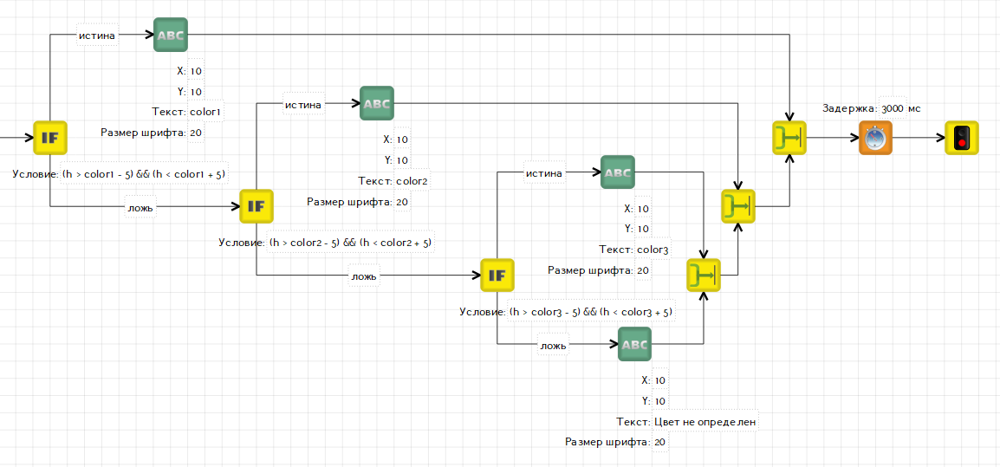 истина
ABC
X: 10
Y: 10
Текст: color1
Размер шрифта: 20
IF
Условие: (h > color1 - 5) && (h < color1 + 5)
ложь
истина
ABC
X: 10
Y: 10
Текст: color2
Размер шрифта: 20
IF
Условие: (h > color2 - 5) && (h < color2 + 5)
ложь
истина
ABC
X: 10
Y: 10
Текст: color3
Размер шрифта: 20
IF
Условие: (h > color3 - 5) && (h < color3 + 5)
ложь
ABC
X: 10
Y: 10
Текст: Цвет не определен
Размер шрифта: 20
Задержка: 3000 мс